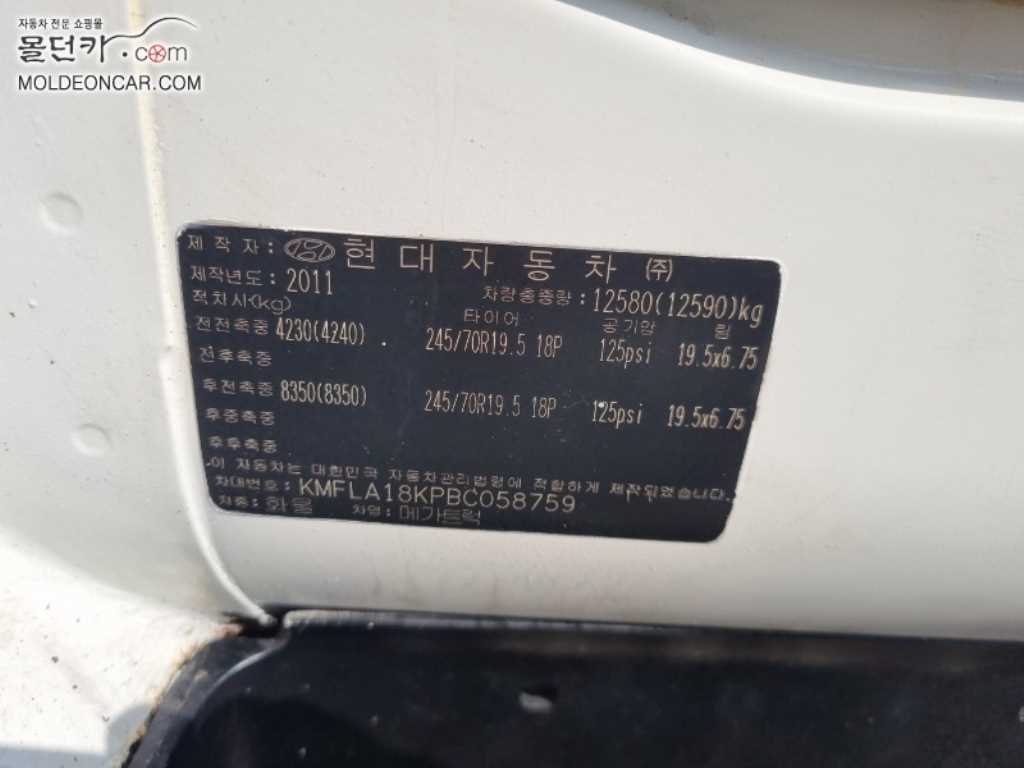 자동차 전문 쇼핑몰
몰던카.com
MOLDEONCAR.COM
제 작 자 : 현 대 자 동 차 ㈜
제작년도 : 2011 차량총중량 : 12580(12590)kg
적차시(kg) 타이어 공기압 림
전전축중 4230(4240) . 245/70R19.5 18P 125psi 19.5x6.75
전후축중
후전축중 8350(8350) 245/70R19.5 18P 125psi 19.5x6.75
후중축중
후후축중
이 자동차는 대한민국 자동차관리법령에 적합하게 제작되었습니다.
차대번호 : KMFLA18KPBC058759
차종 : 화물 차명 : 메가트럭